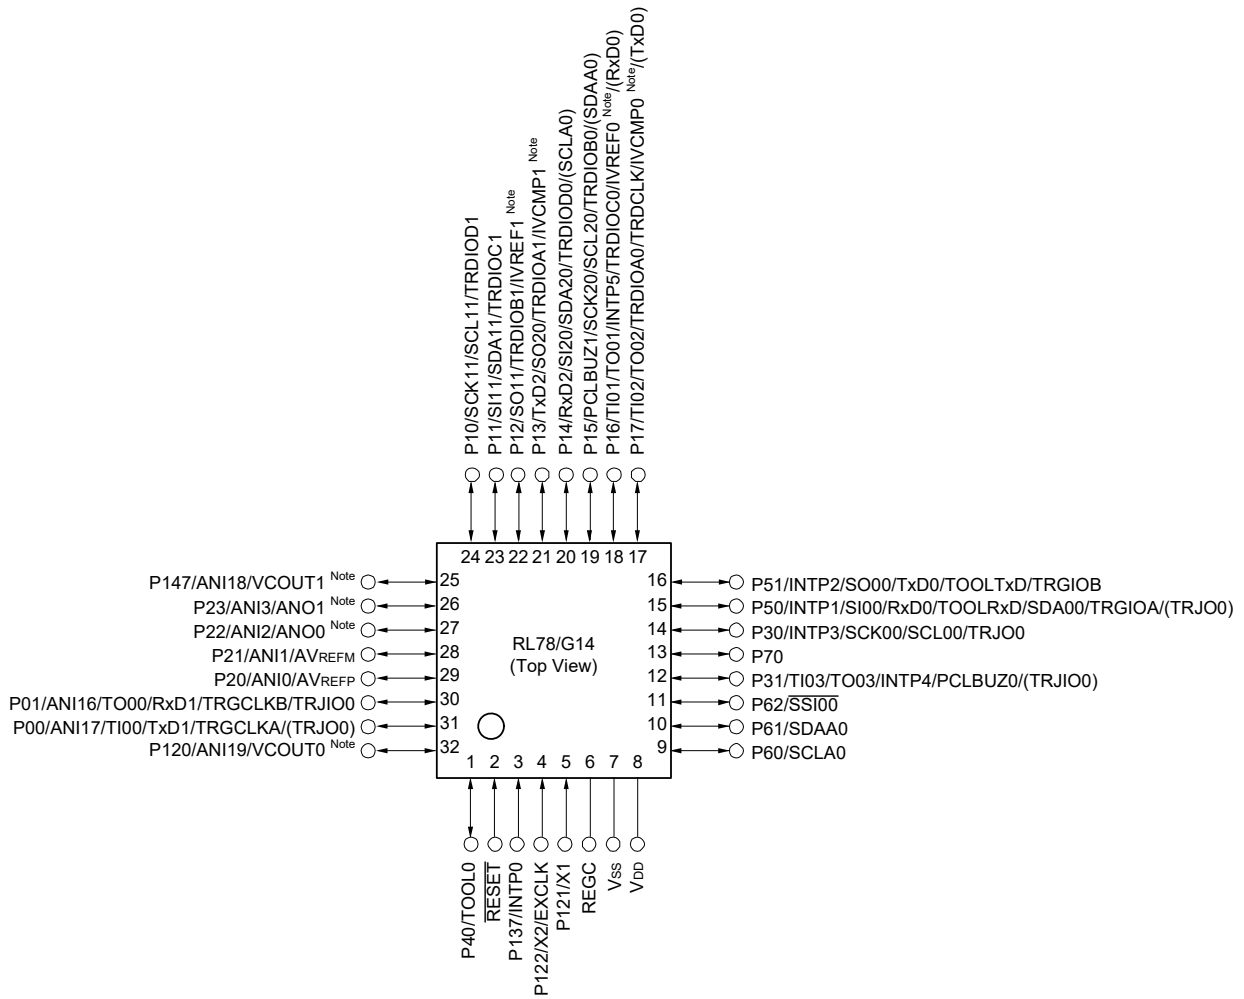 P10/SCK11/SCL11/TRDIOD1
P11/SI11/SDA11/TRDIOC1
P12/SO11/TRDIOB1/IVREF1 Note
P13/TxD2/SO20/TRDIOA1/IVCMP1 Note
P14/RxD2/SI20/SDA20/TRDIOD0/(SCLA0)
P15/PCLBUZ1/SCK20/SCL20/TRDIOB0/(SDAA0)
P16/TI01/TO01/INTP5/TRDIOC0/IVREF0 Note/(RxD0)
P17/TI02/TO02/TRDIOA0/TRDCLK/IVCMP0 Note/(TxD0)
24 23 22 21 20 19 18 17
P147/ANI18/VCOUT1 Note 25
P23/ANI3/ANO1 Note 26
P22/ANI2/ANO0 Note 27
P21/ANI1/AVREFM 28
P20/ANI0/AVREFP 29
P01/ANI16/TO00/RxD1/TRGCLKB/TRJIO0 30
P00/ANI17/TI00/TxD1/TRGCLKA/(TRJO0) 31
P120/ANI19/VCOUT0 Note 32
RL78/G14
(Top View)
16 P51/INTP2/SO00/TxD0/TOOLTxD/TRGIOB
15 P50/INTP1/SI00/RxD0/TOOLRxD/SDA00/TRGIOA/(TRJO0)
14 P30/INTP3/SCK00/SCL00/TRJO0
13 P70
12 P31/TI03/TO03/INTP4/PCLBUZ0/(TRJIO0)
11 P62/SSI00
10 P61/SDAA0
9 P60/SCLA0
1 2 3 4 5 6 7 8
P40/TOOL0
RESET
P137/INTP0
P122/X2/EXCLK
P121/X1
REGC
VSS
VDD